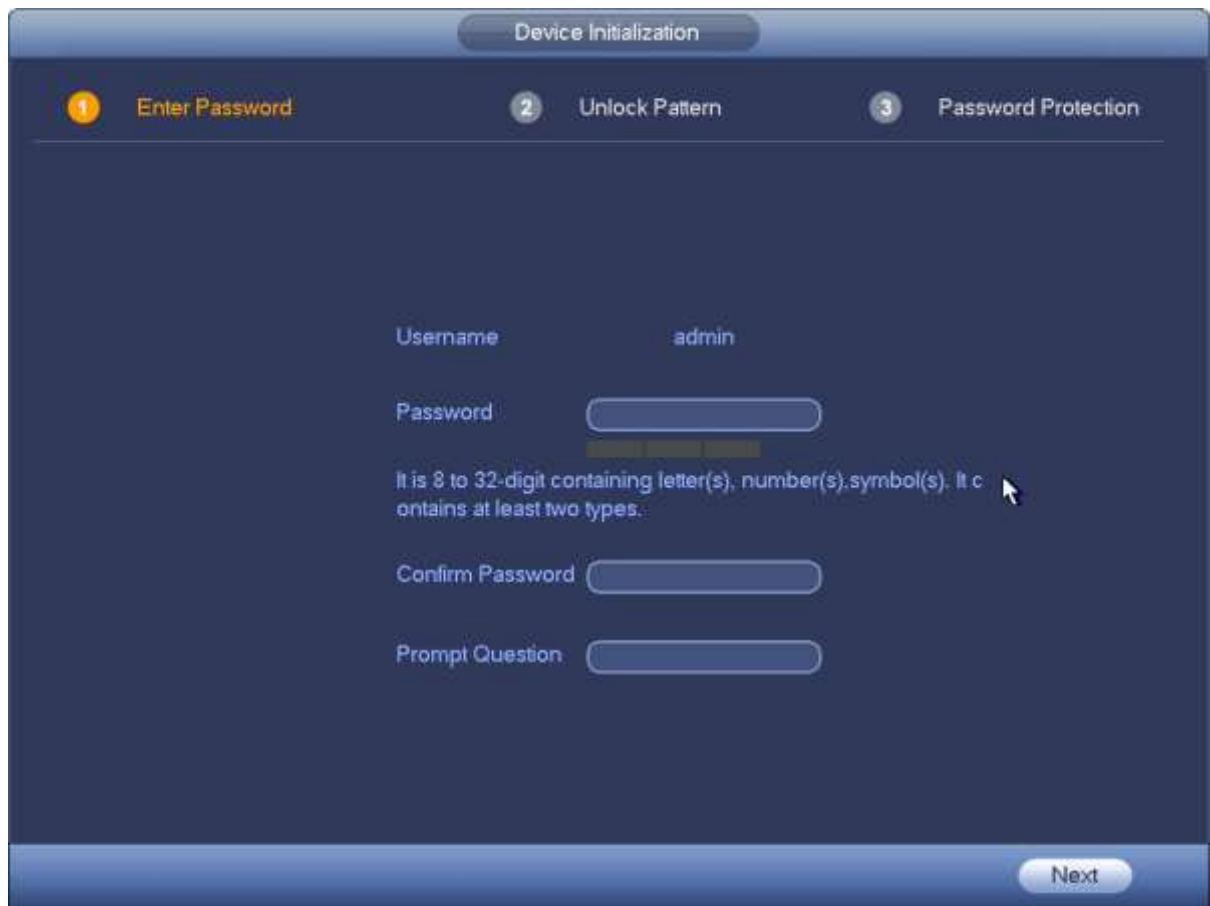 Device Initialization
1 Enter Password 2 Unlock Pattern 3 Password Protection
Username admin
Password
It is 8 to 32-digit containing letter(s), number(s),symbol(s). It c
ontains at least two types.
Confirm Password
Prompt Question
Next